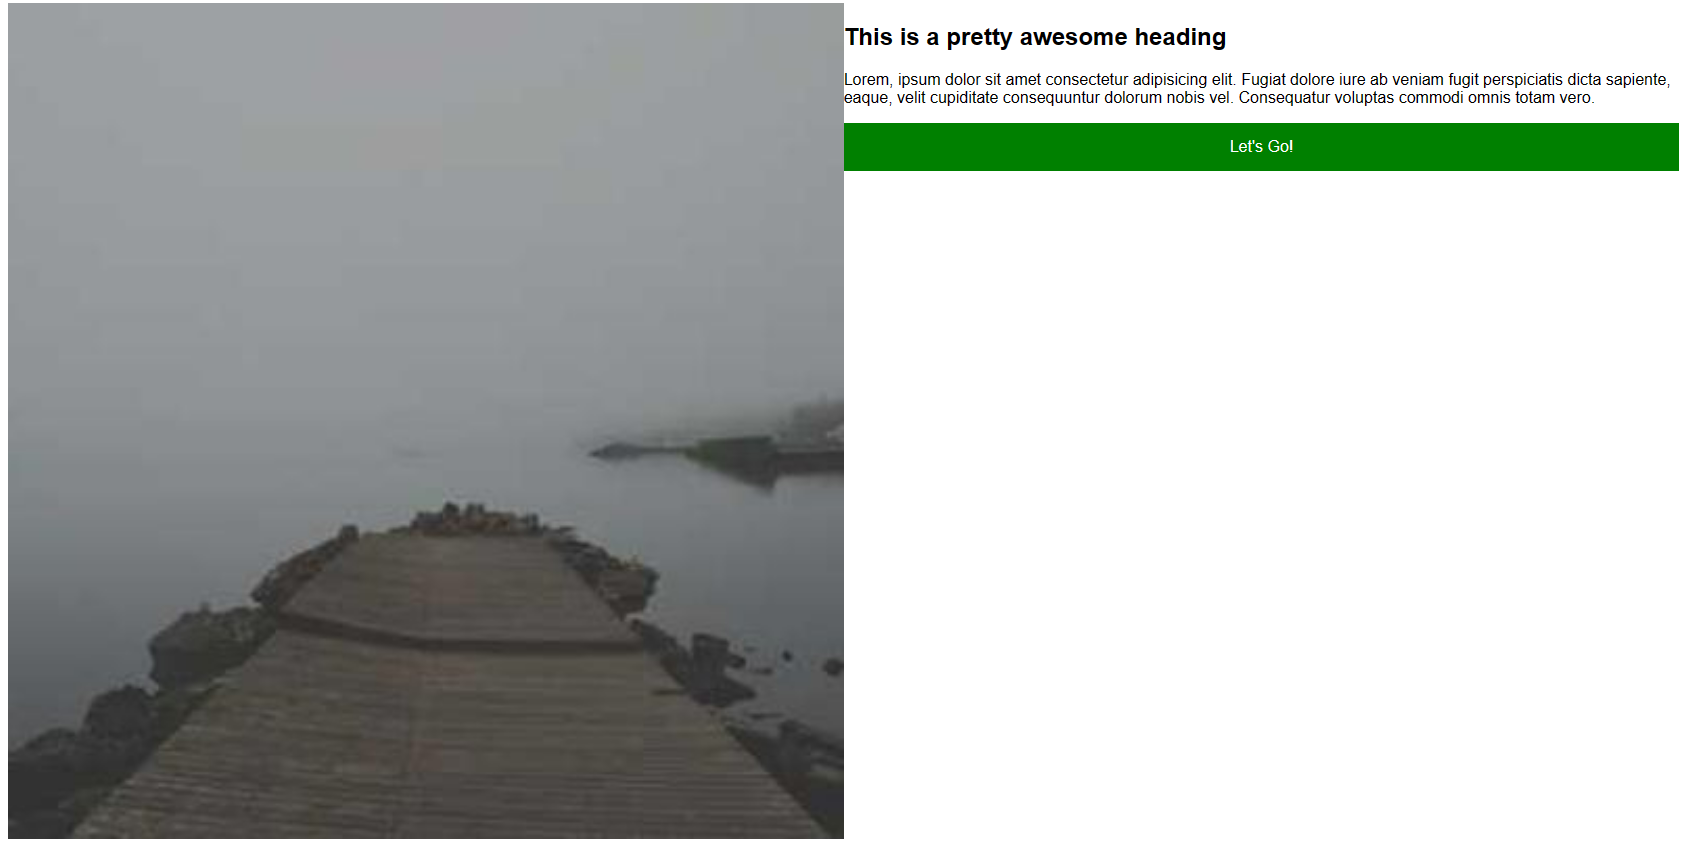 This is a pretty awesome heading
Lorem, ipsum dolor sit amet consectetur adipisicing elit. Fugiat dolore iure ab veniam fugit perspiciatis dicta sapiente,
eaque, velit cupiditate consequuntur dolorum nobis vel. Consequatur voluptas commodi omnis totam vero.
Let's Go!